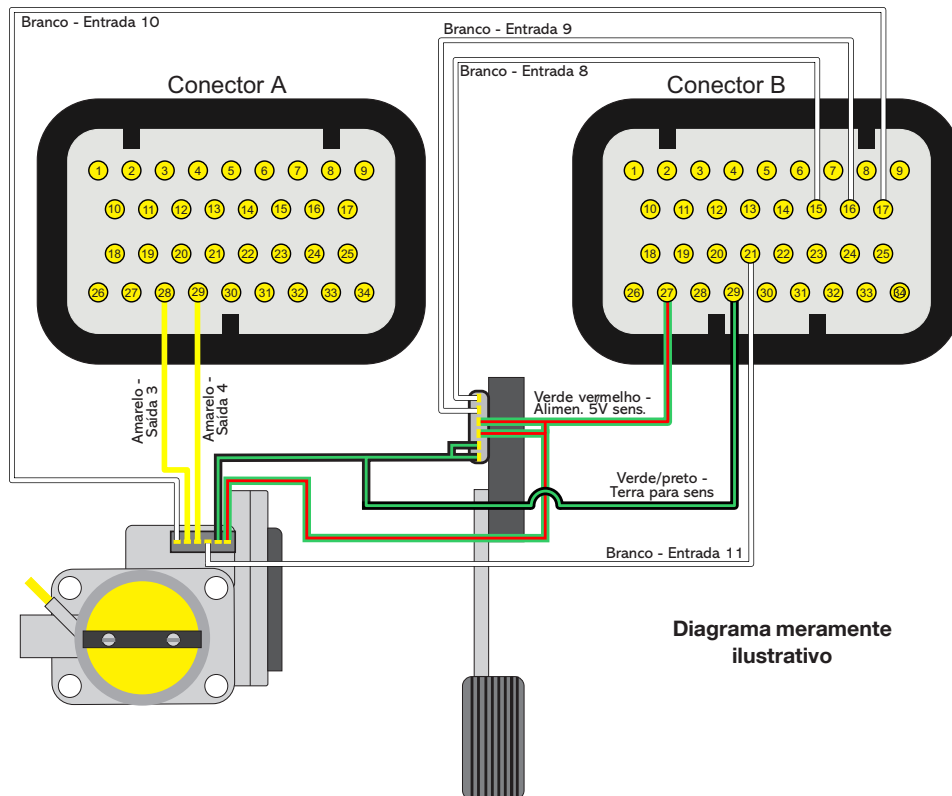 Branco - Entrada 10
Branco - Entrada 9
Branco - Entrada 8
Conector A
1 2 3 4 5 6 7 8 9
10 11 12 13 14 15 16 17
18 19 20 21 22 23 24 25
26 27 28 29 30 31 32 33 34
Conector B
1 2 3 4 5 6 7 8 9
10 11 12 13 14 15 16 17
18 19 20 21 22 23 24 25
26 27 28 29 30 31 32 33 34
Amarelo -
Saída 3
Amarelo -
Saída 4
Verde vermelho -
Alimen. 5V sens.
Verde/preto -
Terra para sens
Branco - Entrada 11
Diagrama meramente
ilustrativo